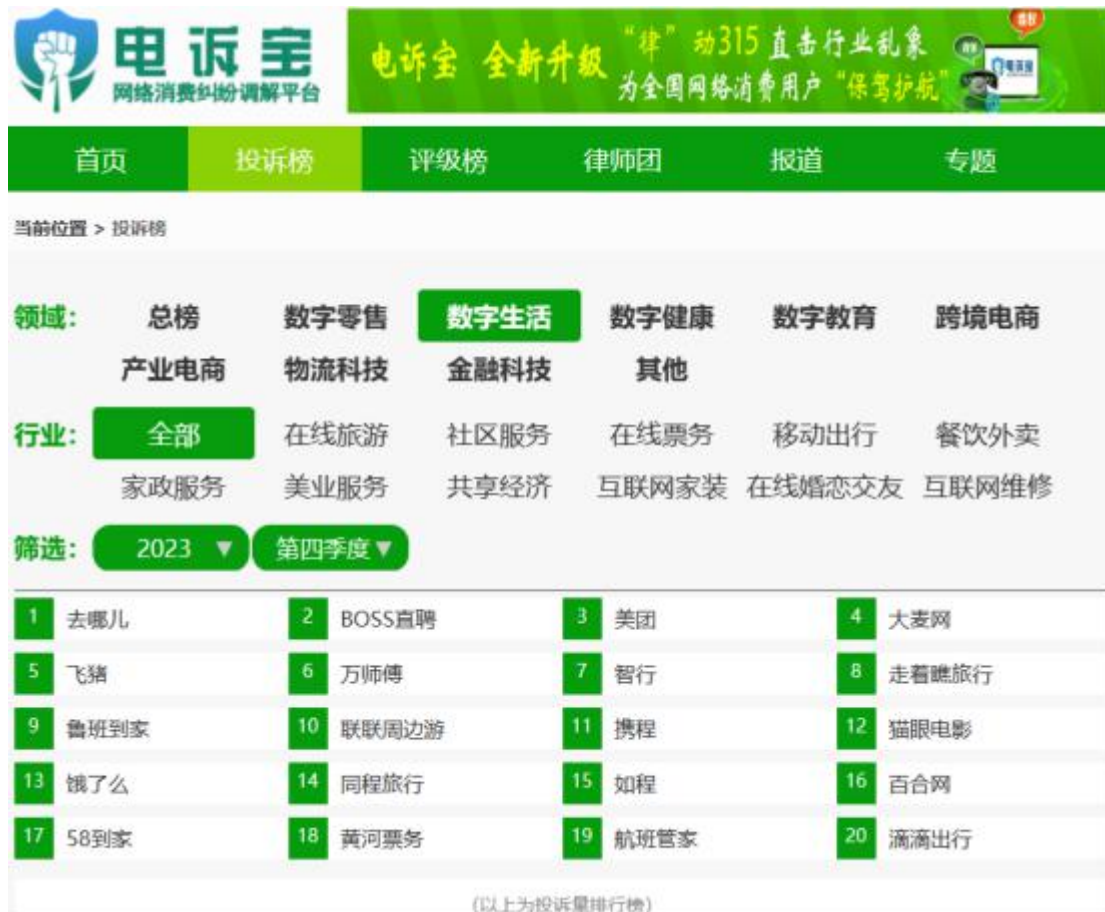 电诉宝
网络消费纠纷调解平台
电诉宝 全新升级 “律”动315 直击行业乱象
为全国网络消费用户“保驾护航”
首页 投诉榜 评级榜 律师团 报道 专题
当前位置 > 投诉榜
领域: 总榜 数字零售 数字生活 数字健康 数字教育 跨境电商
产业电商 物流科技 金融科技 其他
行业: 全部 在线旅游 社区服务 在线票务 移动出行 餐饮外卖
家政服务 美业服务 共享经济 互联网家装 在线婚恋交友 互联网维修
筛选: 2023 ▼ 第四季度 ▼
1 去哪儿 2 BOSS直聘 3 美团 4 大麦网
5 飞猪 6 万师傅 7 智行 8 走着瞧旅行
9 鲁班到家 10 联联周边游 11 携程 12 猫眼电影
13 饿了么 14 同程旅行 15 如程 16 百合网
17 58到家 18 黄河票务 19 航班管家 20 滴滴出行
(以上为投诉量排行榜)